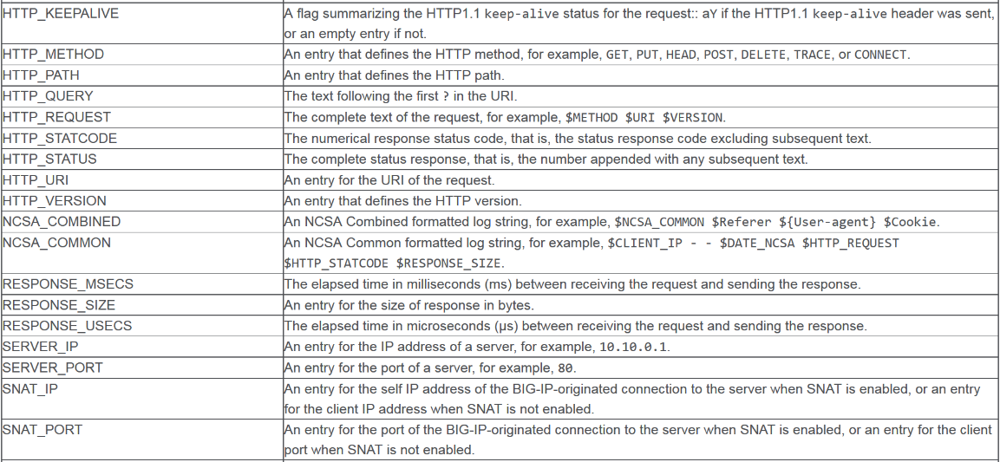 HTTP_KEEPALIVE
A flag summarizing the HTTP1.1 keep-alive status for the request:: aY if the HTTP1.1 keep-alive header was sent,
or an empty entry if not.
HTTP_METHOD
An entry that defines the HTTP method, for example, GET, PUT, HEAD, POST, DELETE, TRACE, or CONNECT.
HTTP_PATH
An entry that defines the HTTP path.
HTTP_QUERY
The text following the first ? in the URI.
HTTP_REQUEST
The complete text of the request, for example, $METHOD $URI $VERSION.
HTTP_STATCODE
The numerical response status code, that is, the status response code excluding subsequent text.
HTTP_STATUS
The complete status response, that is, the number appended with any subsequent text.
HTTP_URI
An entry for the URI of the request.
HTTP_VERSION
An entry that defines the HTTP version.
NCSA_COMBINED
An NCSA Combined formatted log string, for example, $NCSA_COMMON $Referer ${User-agent} $Cookie.
NCSA_COMMON
An NCSA Common formatted log string, for example, $CLIENT_IP - - $DATE_NCSA $HTTP_REQUEST
$HTTP_STATCODE $RESPONSE_SIZE.
RESPONSE_MSECS
The elapsed time in milliseconds (ms) between receiving the request and sending the response.
RESPONSE_SIZE
An entry for the size of response in bytes.
RESPONSE_USECS
The elapsed time in microseconds (µs) between receiving the request and sending the response.
SERVER_IP
An entry for the IP address of a server, for example, 10.10.0.1.
SERVER_PORT
An entry for the port of a server, for example, 80.
SNAT_IP
An entry for the self IP address of the BIG-IP-originated connection to the server when SNAT is enabled, or an entry
for the client IP address when SNAT is not enabled.
SNAT_PORT
An entry for the port of the BIG-IP-originated connection to the server when SNAT is enabled, or an entry for the client
port when SNAT is not enabled.